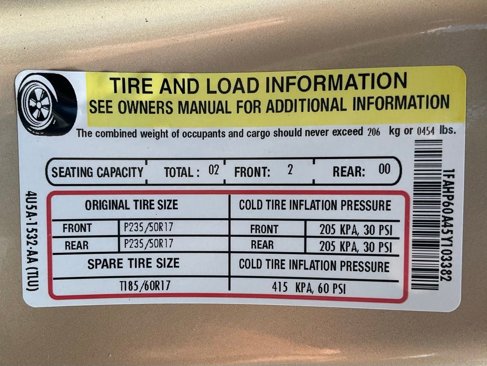 TIRE AND LOAD INFORMATION
SEE OWNERS MANUAL FOR ADDITIONAL INFORMATION
The combined weight of occupants and cargo should never exceed 206 kg or 0454 lbs.
SEATING CAPACITY TOTAL: 02 FRONT: 2 REAR: 00
ORIGINAL TIRE SIZE COLD TIRE INFLATION PRESSURE
FRONT P235/50R17 FRONT 205 KPA, 30 PSI
REAR P235/50R17 REAR 205 KPA, 30 PSI
SPARE TIRE SIZE COLD TIRE INFLATION PRESSURE
T185/60R17 415 KPA, 60 PSI
4U5A-1532-AA (TLU)
1FAHP60A45Y103382